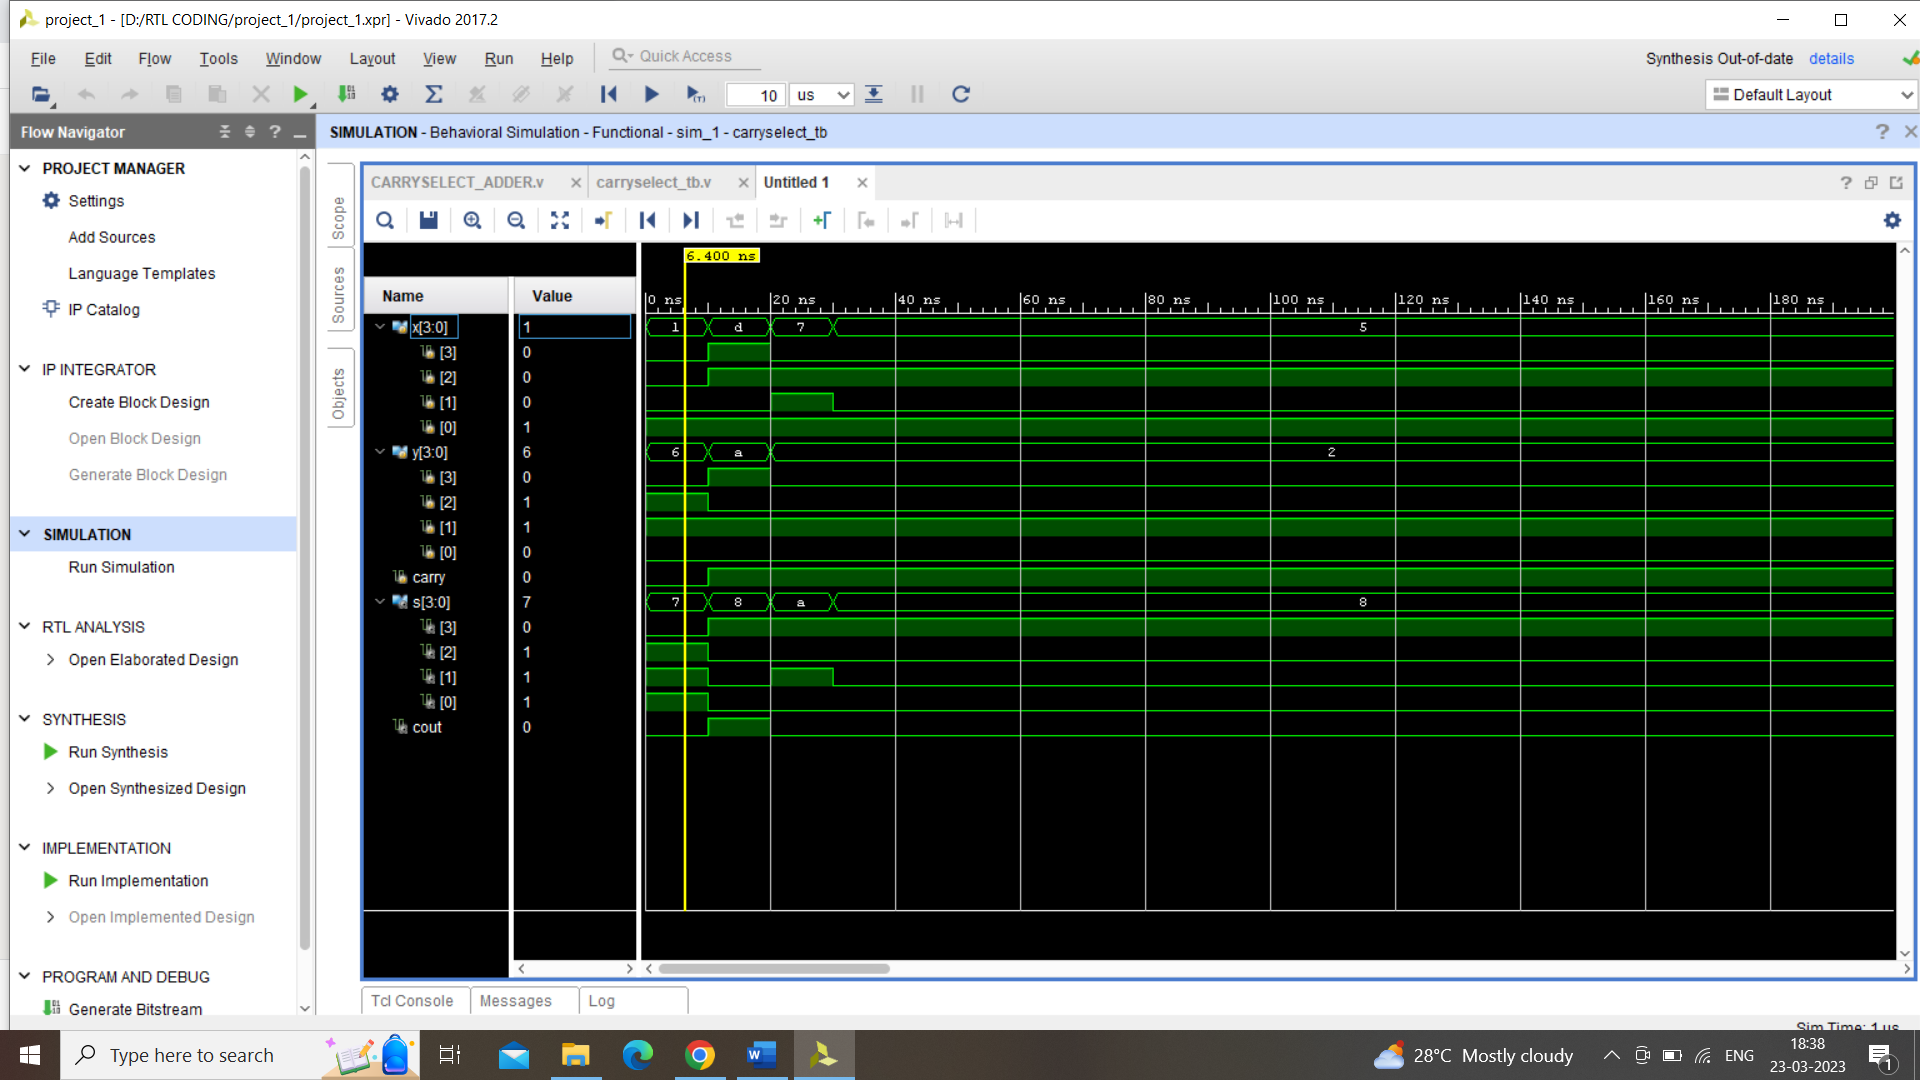 project_1 - [D:/RTL CODING/project_1/project_1.xpr] - Vivado 2017.2
File Edit Flow Tools Window Layout View Run Help Quick Access Synthesis Out-of-date details
10 us Default Layout
Flow Navigator
SIMULATION - Behavioral Simulation - Functional - sim_1 - carryselect_tb
PROJECT MANAGER
Settings
Add Sources
Language Templates
IP Catalog
IP INTEGRATOR
Create Block Design
Open Block Design
Generate Block Design
SIMULATION
Run Simulation
RTL ANALYSIS
Open Elaborated Design
SYNTHESIS
Run Synthesis
Open Synthesized Design
IMPLEMENTATION
Run Implementation
Open Implemented Design
PROGRAM AND DEBUG
Generate Bitstream
Scope
Sources
Objects
CARRYSELECT_ADDER.v carryselect_tb.v Untitled 1
6.400 ns
Name Value
0 ns 20 ns 40 ns 60 ns 80 ns 100 ns 120 ns 140 ns 160 ns 180 ns
x[3:0] 1 1 d 7 5
[3] 0
[2] 0
[1] 0
[0] 1
y[3:0] 6 6 a 2
[3] 0
[2] 1
[1] 1
[0] 0
carry 0
s[3:0] 7 7 8 a 8
[3] 0
[2] 1
[1] 1
[0] 1
cout 0
Tcl Console Messages Log
Sim Time: 1 us
Type here to search
28°C Mostly cloudy
ENG
18:38
23-03-2023
1